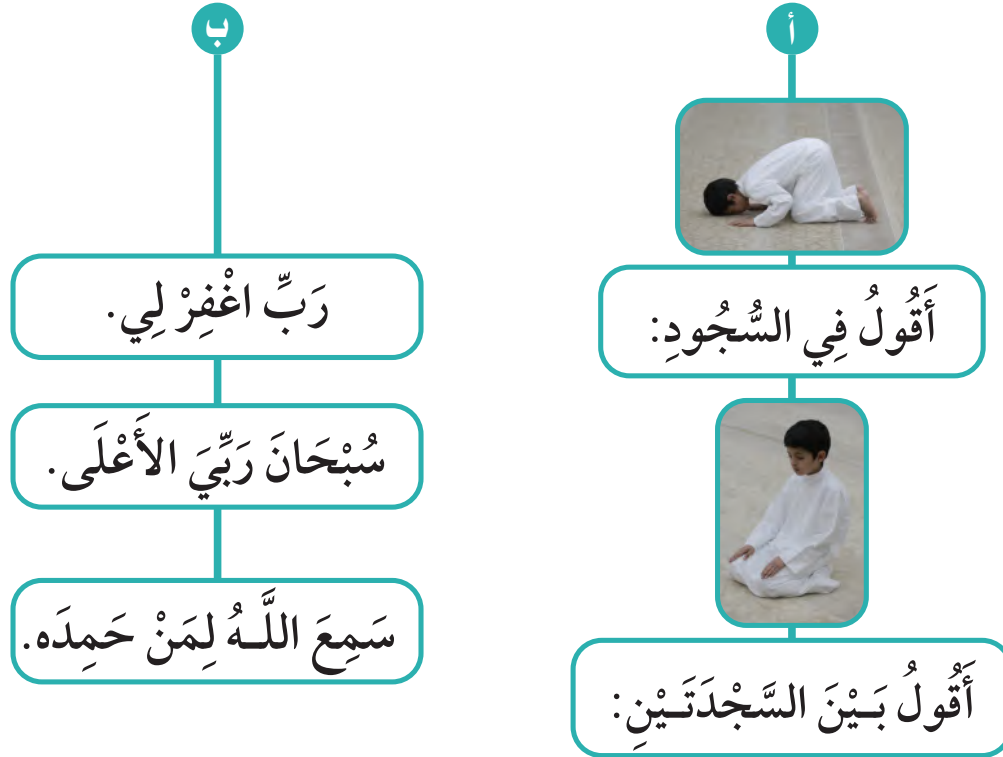 أ
أَقُولُ فِي السُّجُودِ:
أَقُولُ بَـيْنَ السَّجْدَتَـيْنِ:
ب
رَبِّ اغْفِرْ لِي.
سُبْحَانَ رَبِّيَ الأَعْلَى.
سَمِعَ اللَّـهُ لِمَنْ حَمِدَه.